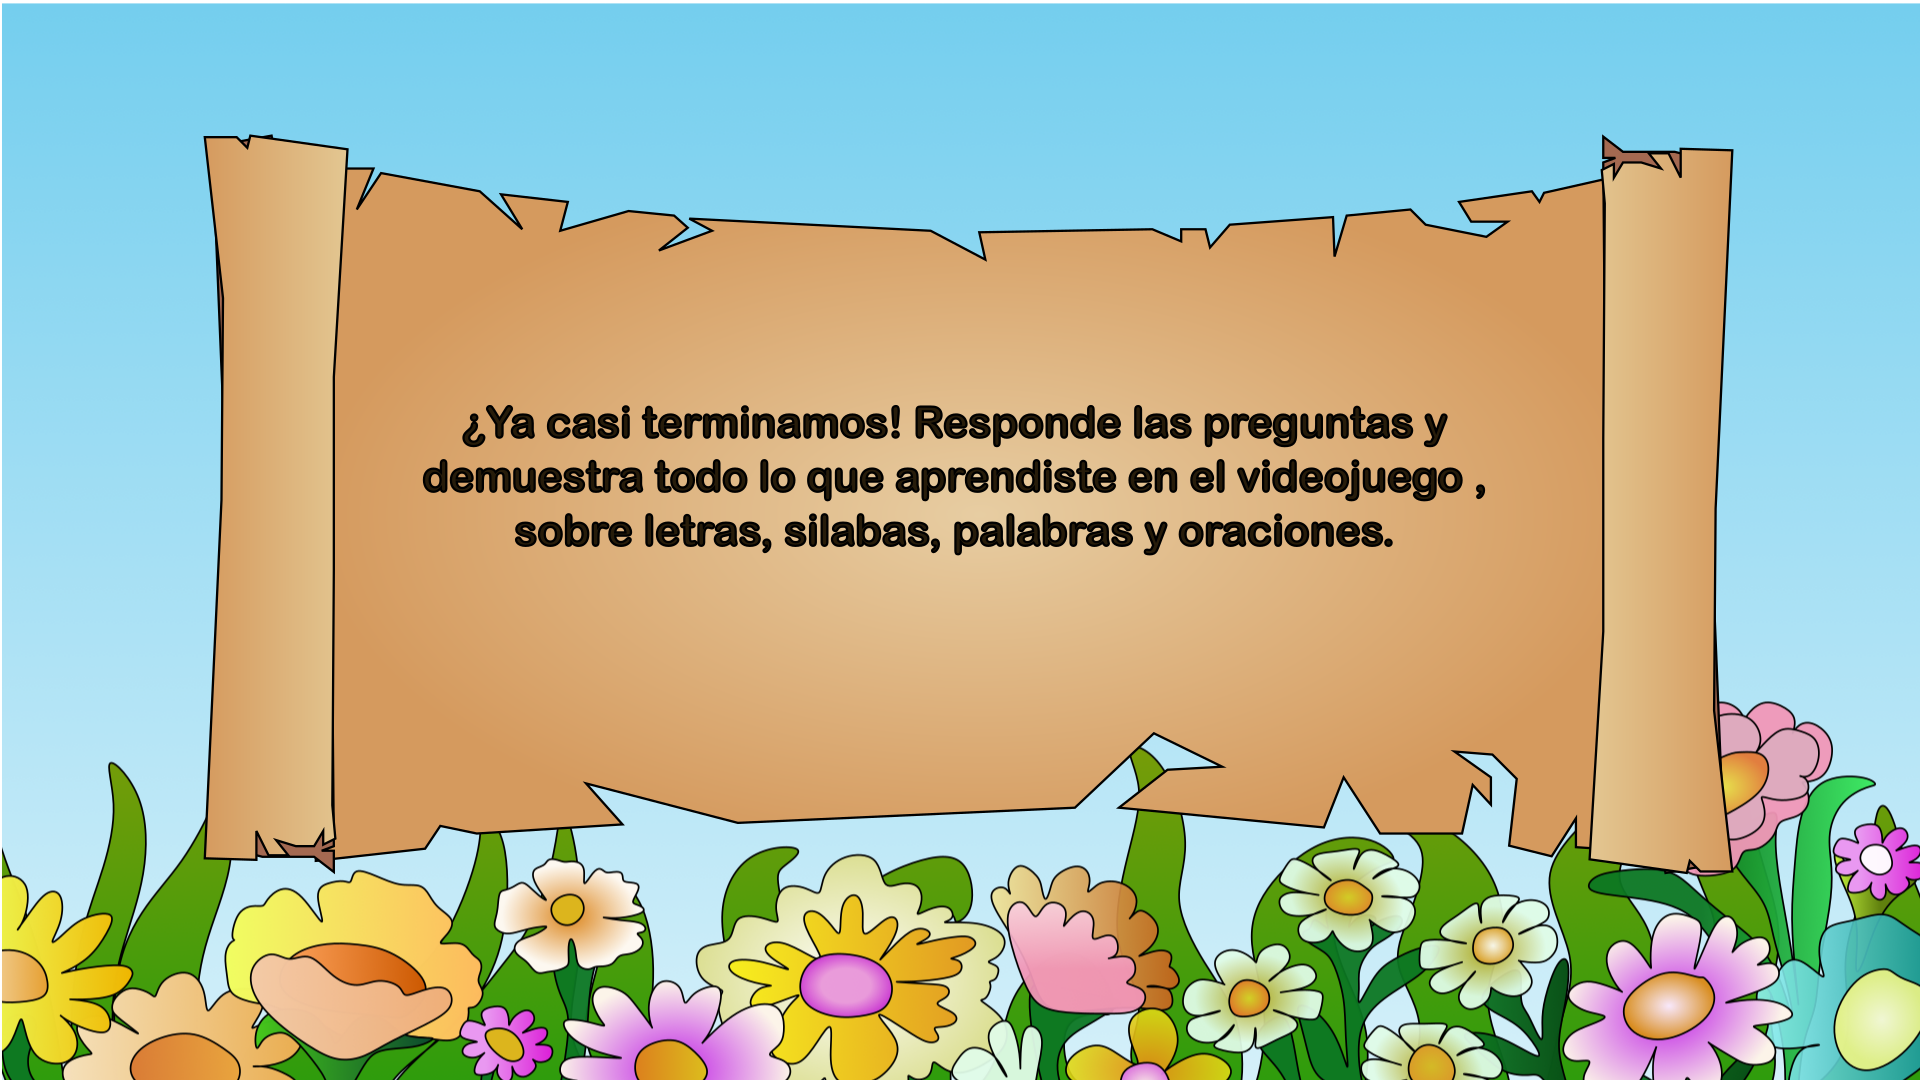 ¿Ya casi terminamos! Responde las preguntas y
demuestra todo lo que aprendiste en el videojuego ,
sobre letras, silabas, palabras y oraciones.